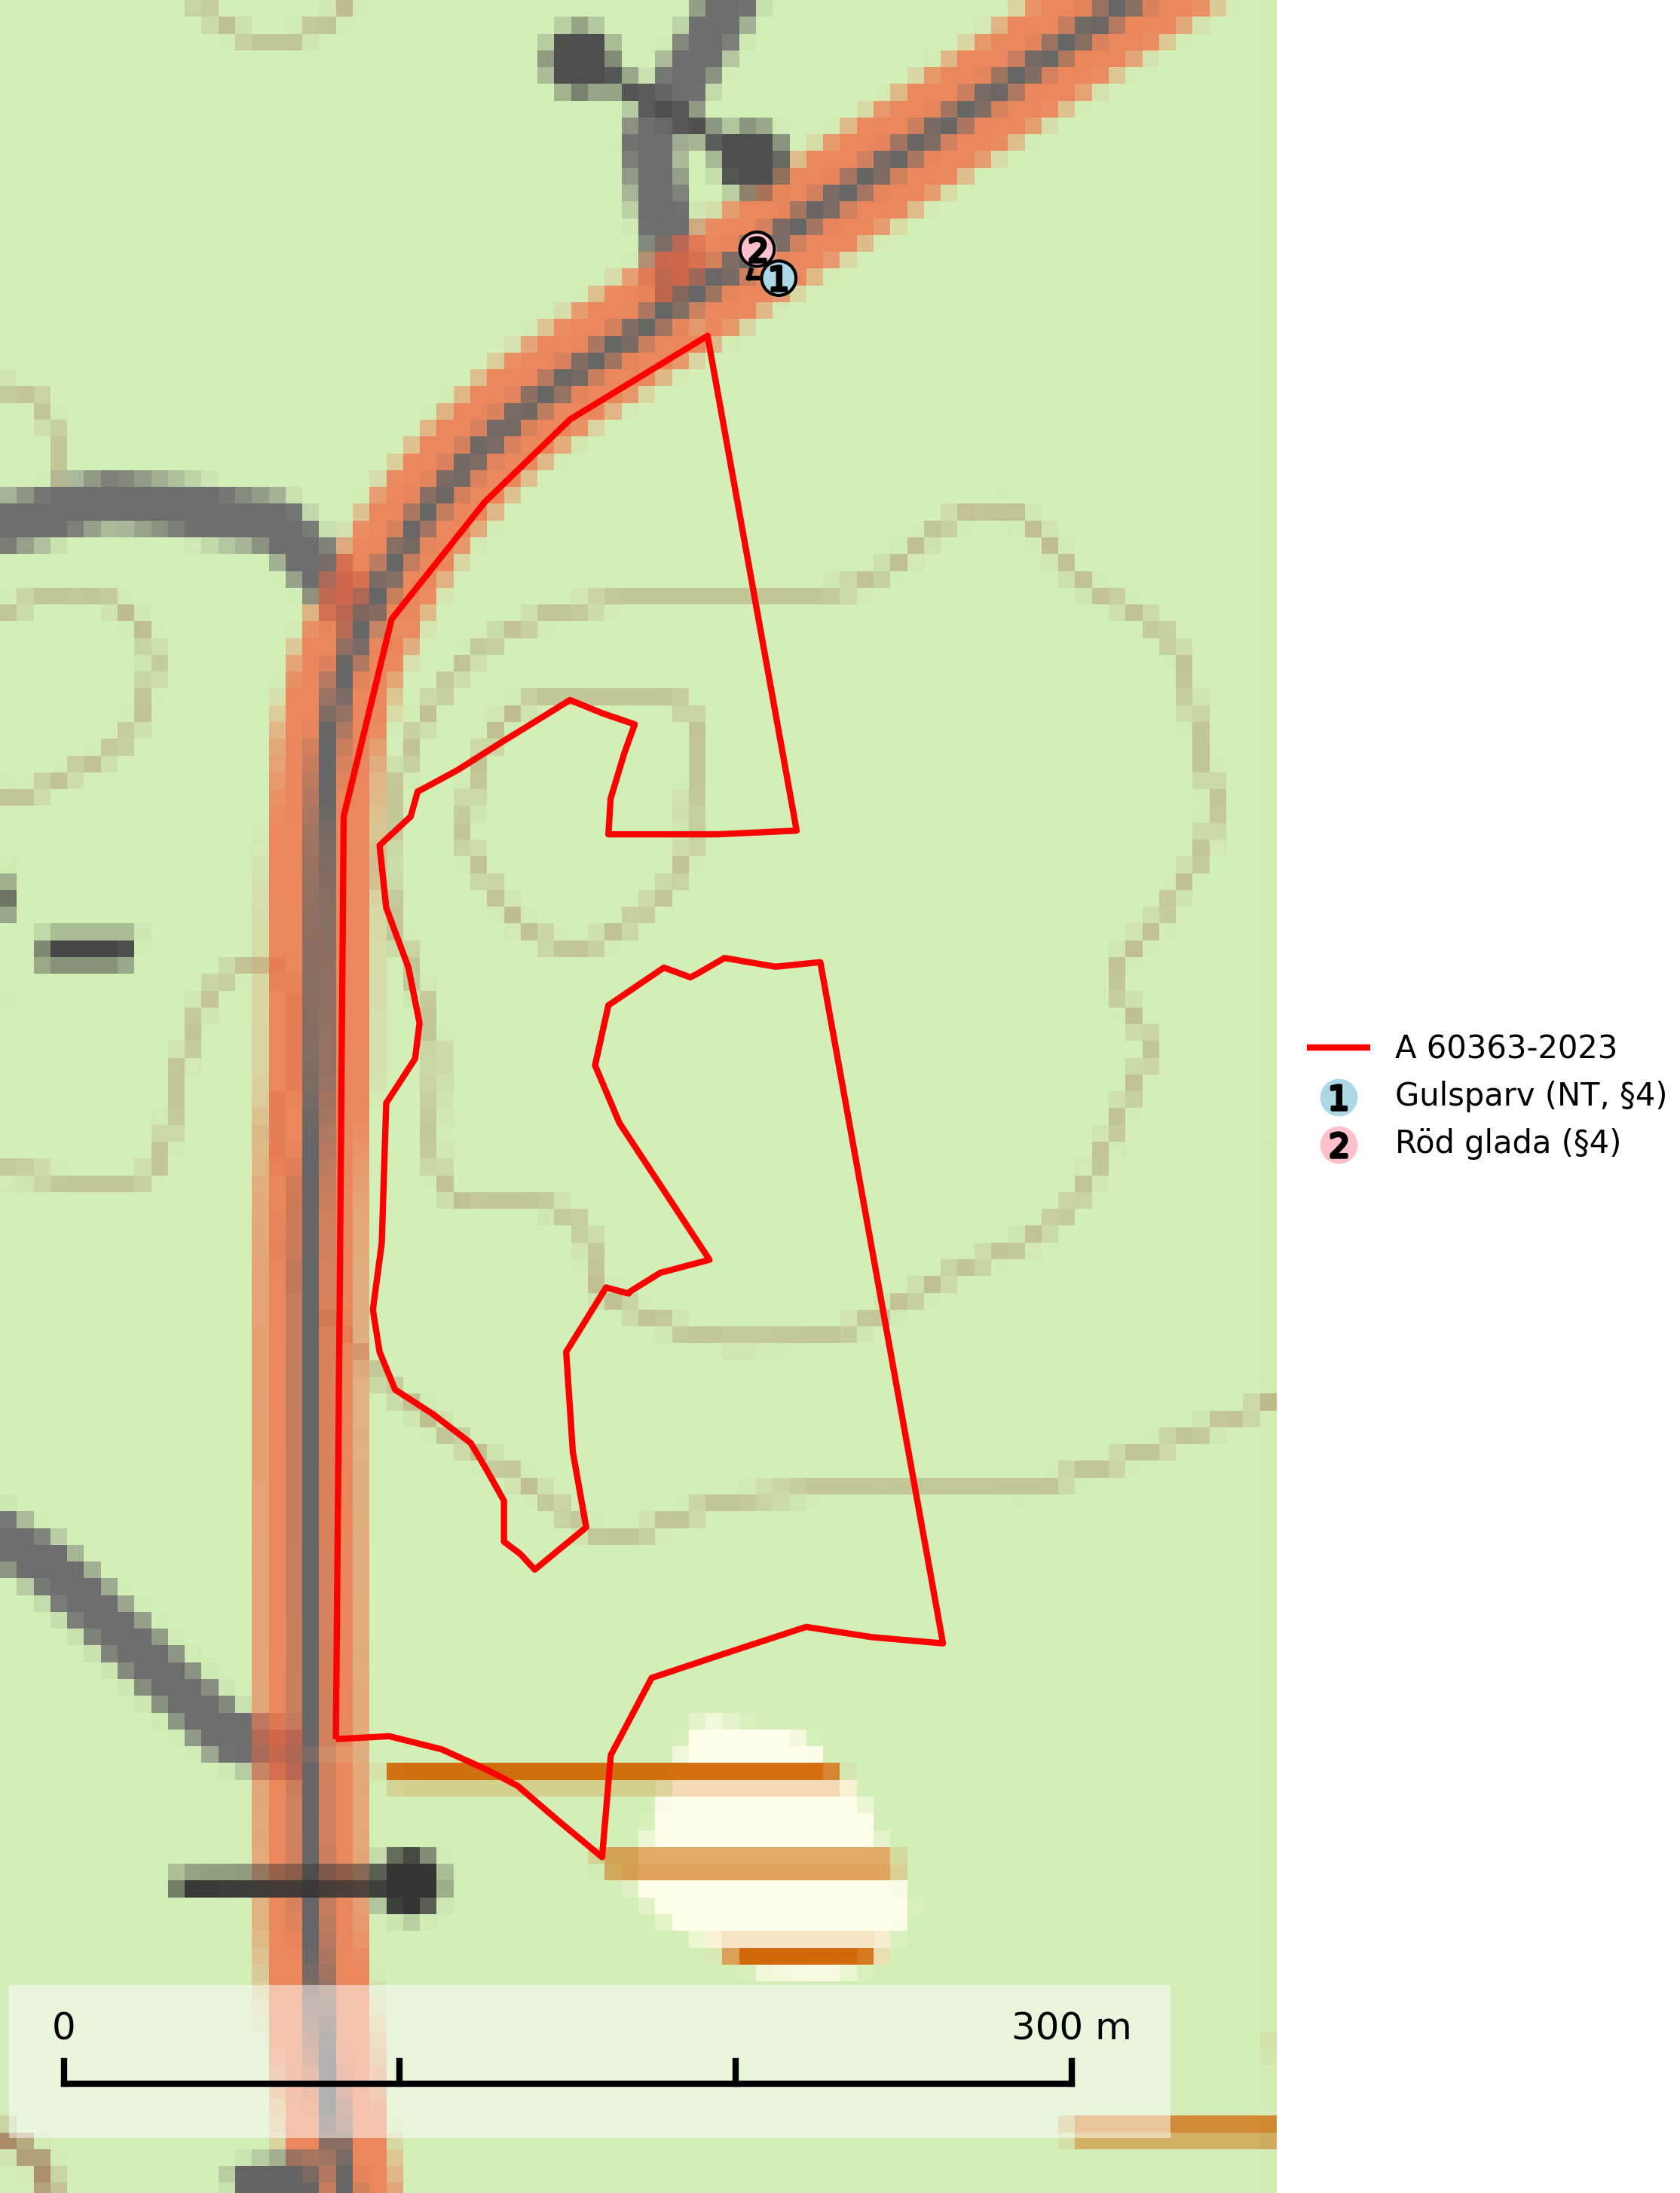 2
1
A 60363-2023
1 Gulsparv (NT, §4)
2 Röd glada (§4)
0 300 m